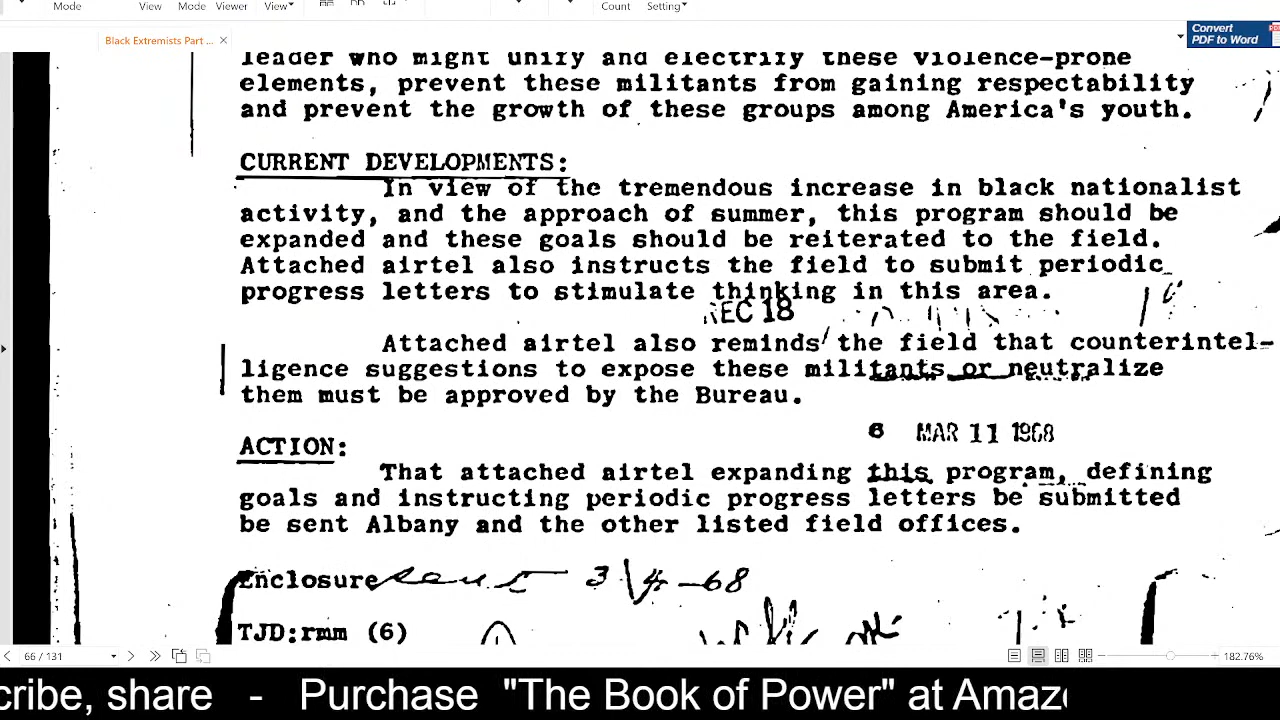 Mode View Mode Viewer View Count Setting
Convert
PDF to Word
Black Extremists Part ...
leader who might unify and electrify these violence-prone
elements, prevent these militants from gaining respectability
and prevent the growth of these groups among America's youth.
CURRENT DEVELOPMENTS:
In view of the tremendous increase in black nationalist
activity, and the approach of summer, this program should be
expanded and these goals should be reiterated to the field.
Attached airtel also instructs the field to submit periodic
progress letters to stimulate thinking in this area.
EC 18
Attached airtel also reminds the field that counterintel-
ligence suggestions to expose these militants or neutralize
them must be approved by the Bureau.
6 MAR 11 1968
ACTION:
That attached airtel expanding this program, defining
goals and instructing periodic progress letters be submitted
be sent Albany and the other listed field offices.
Enclosure sent 3/4-68
TJD:rmm (6)
66 / 131
182.76%
cribe, share - Purchase "The Book of Power" at Amaz